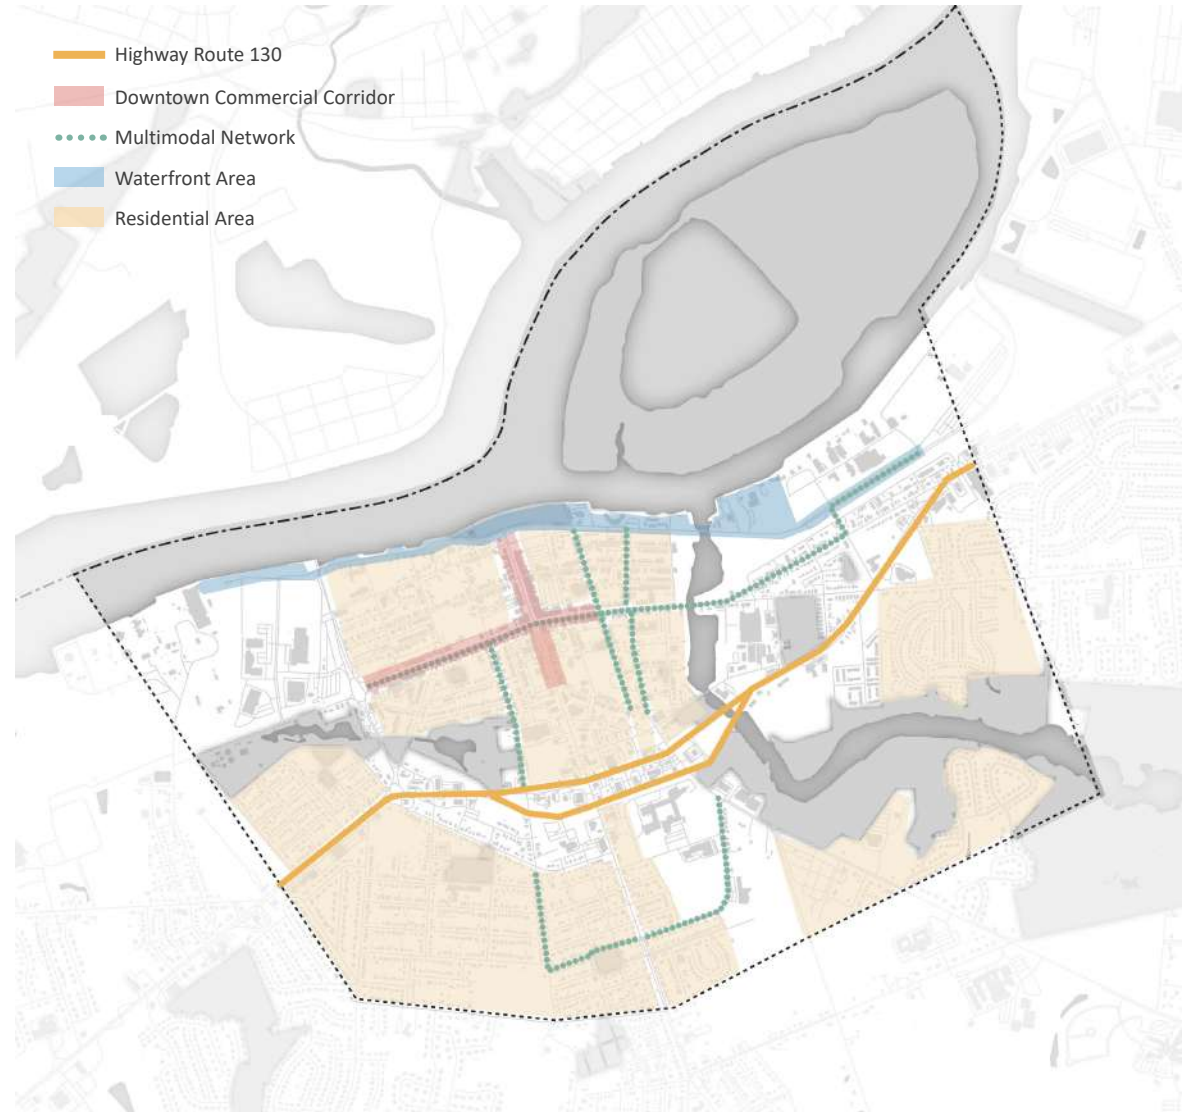 Highway Route 130
Downtown Commercial Corridor
Multimodal Network
Waterfront Area
Residential Area